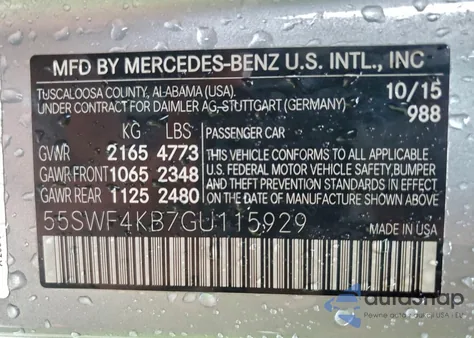 MFD BY MERCEDES-BENZ U.S. INTL., INC
TUSCALOOSA COUNTY, ALABAMA (USA). 10/15
UNDER CONTRACT FOR DAIMLER AG-STUTTGART (GERMANY) 988
KG LBS PASSENGER CAR
GVWR 2165 4773
GAWR FRONT 1065 2348
GAWR REAR 1125 2480
THIS VEHICLE CONFORMS TO ALL APPLICABLE
U.S. FEDERAL MOTOR VEHICLE SAFETY, BUMPER
AND THEFT PREVENTION STANDARDS IN EFFECT
ON THE DATE OF MANUFACTURE SHOWN ABOVE.
55SWF4KB7GU115929 MADE IN USA
autoshop
Pewne auto z